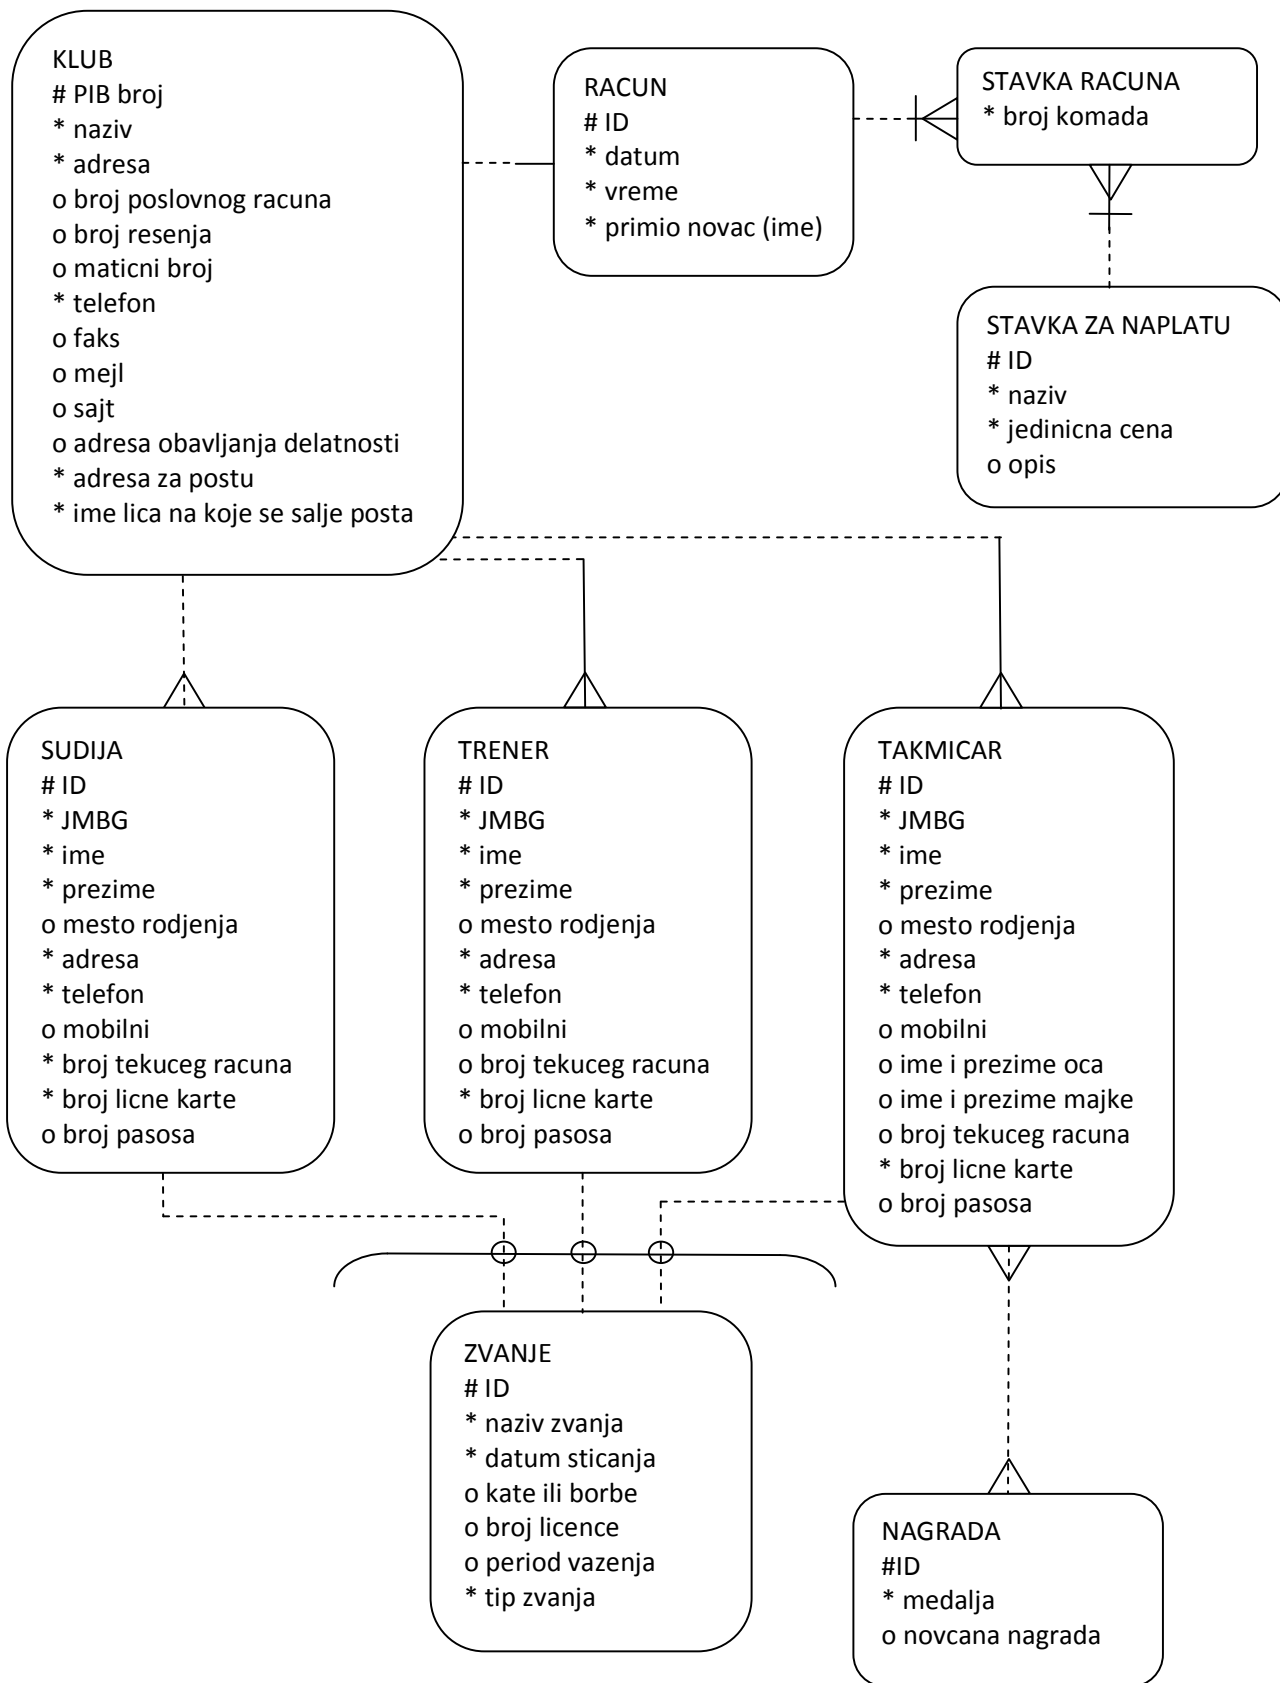 KLUB
# PIB broj
* naziv
* adresa
o broj poslovnog racuna
o broj resenja
o maticni broj
* telefon
o faks
o mejl
o sajt
o adresa obavljanja delatnosti
* adresa za postu
* ime lica na koje se salje posta
RACUN
# ID
* datum
* vreme
* primio novac (ime)
STAVKA RACUNA
* broj komada
STAVKA ZA NAPLATU
# ID
* naziv
* jedinicna cena
o opis
SUDIJA
# ID
* JMBG
* ime
* prezime
o mesto rodjenja
* adresa
* telefon
o mobilni
* broj tekuceg racuna
* broj licne karte
o broj pasosa
TRENER
# ID
* JMBG
* ime
* prezime
o mesto rodjenja
* adresa
* telefon
o mobilni
o broj tekuceg racuna
* broj licne karte
o broj pasosa
TAKMICAR
# ID
* JMBG
* ime
* prezime
o mesto rodjenja
* adresa
* telefon
o mobilni
o ime i prezime oca
o ime i prezime majke
o broj tekuceg racuna
* broj licne karte
o broj pasosa
ZVANJE
# ID
* naziv zvanja
* datum sticanja
o kate ili borbe
o broj licence
o period vazenja
* tip zvanja
NAGRADA
#ID
* medalja
o novcana nagrada